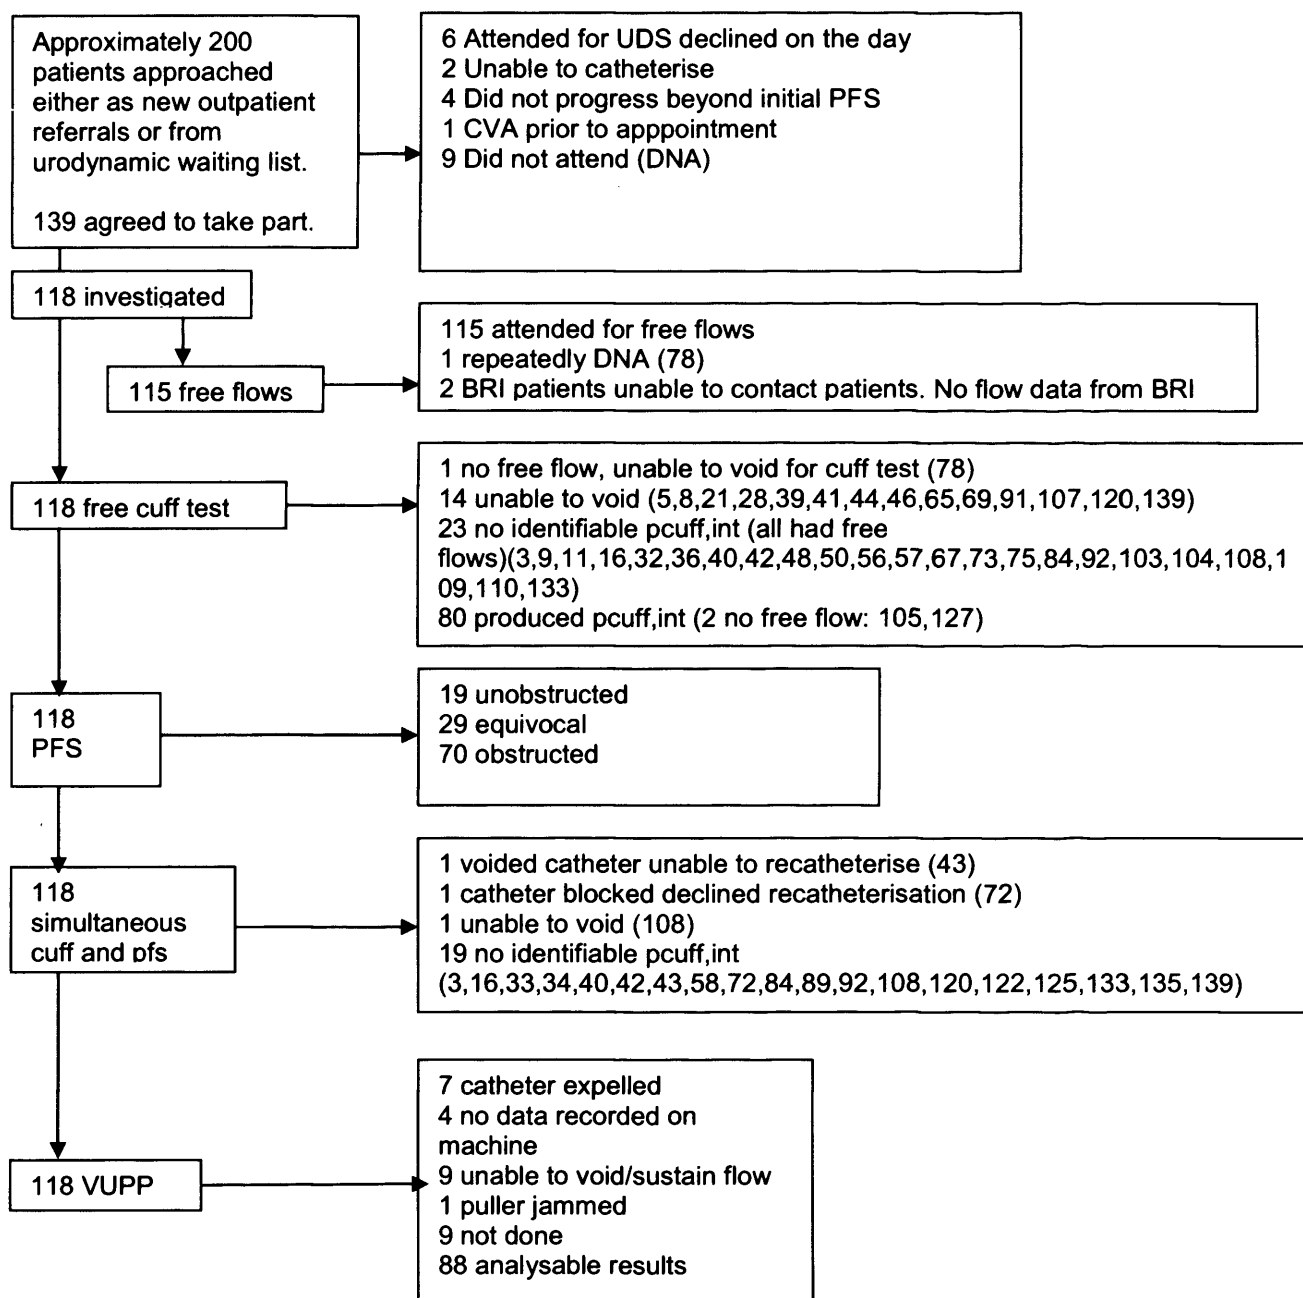 Approximately 200
patients approached
either as new outpatient
referrals or from
urodynamic waiting list.
139 agreed to take part.
6 Attended for UDS declined on the day
2 Unable to catheterise
4 Did not progress beyond initial PFS
1 CVA prior to apppointment
9 Did not attend (DNA)
118 investigated
115 free flows
115 attended for free flows
1 repeatedly DNA (78)
2 BRI patients unable to contact patients. No flow data from BRI
118 free cuff test
1 no free flow, unable to void for cuff test (78)
14 unable to void (5,8,21,28,39,41,44,46,65,69,91,107,120,139)
23 no identifiable pcuff,int (all had free
flows)(3,9,11,16,32,36,40,42,48,50,56,57,67,73,75,84,92,103,104,108,1
09,110,133)
80 produced pcuff,int (2 no free flow: 105,127)
118
PFS
19 unobstructed
29 equivocal
70 obstructed
118
simultaneous
cuff and pfs
1 voided catheter unable to recatheterise (43)
1 catheter blocked declined recatheterisation (72)
1 unable to void (108)
19 no identifiable pcuff,int
(3,16,33,34,40,42,43,58,72,84,89,92,108,120,122,125,133,135,139)
118 VUPP
7 catheter expelled
4 no data recorded on
machine
9 unable to void/sustain flow
1 puller jammed
9 not done
88 analysable results